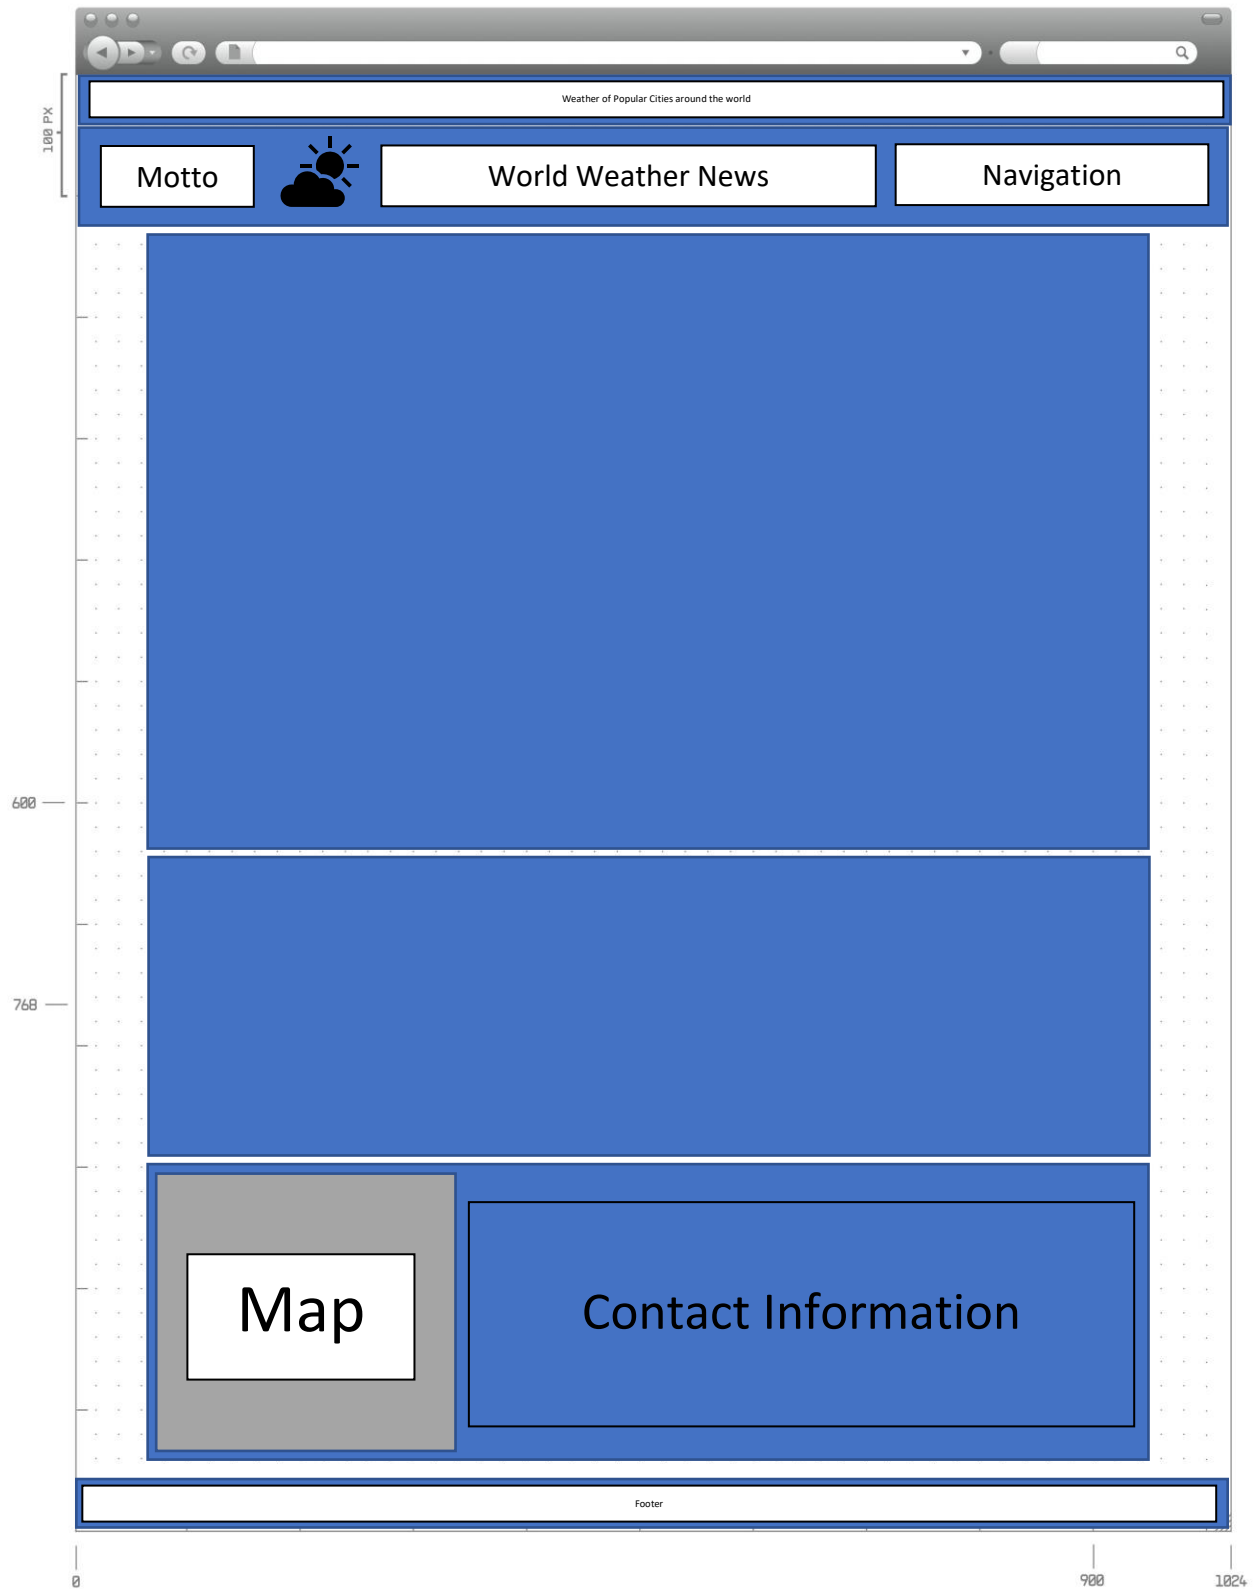 Weather of Popular Cities around the world
100 PX
Motto
World Weather News
Navigation
600
768
Map
Contact Information
Footer
0
900
1024